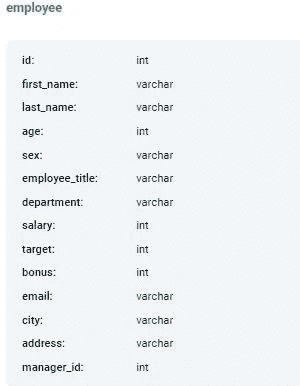 employee
id: int
first_name: varchar
last_name: varchar
age: int
sex: varchar
employee_title: varchar
department: varchar
salary: int
target: int
bonus: int
email: varchar
city: varchar
address: varchar
manager_id: int